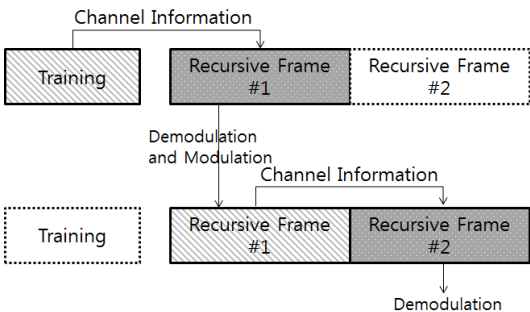 Channel Information
Training
Recursive Frame
#1
Recursive Frame
#2
Demodulation
and Modulation
Channel Information
Training
Recursive Frame
#1
Recursive Frame
#2
Demodulation